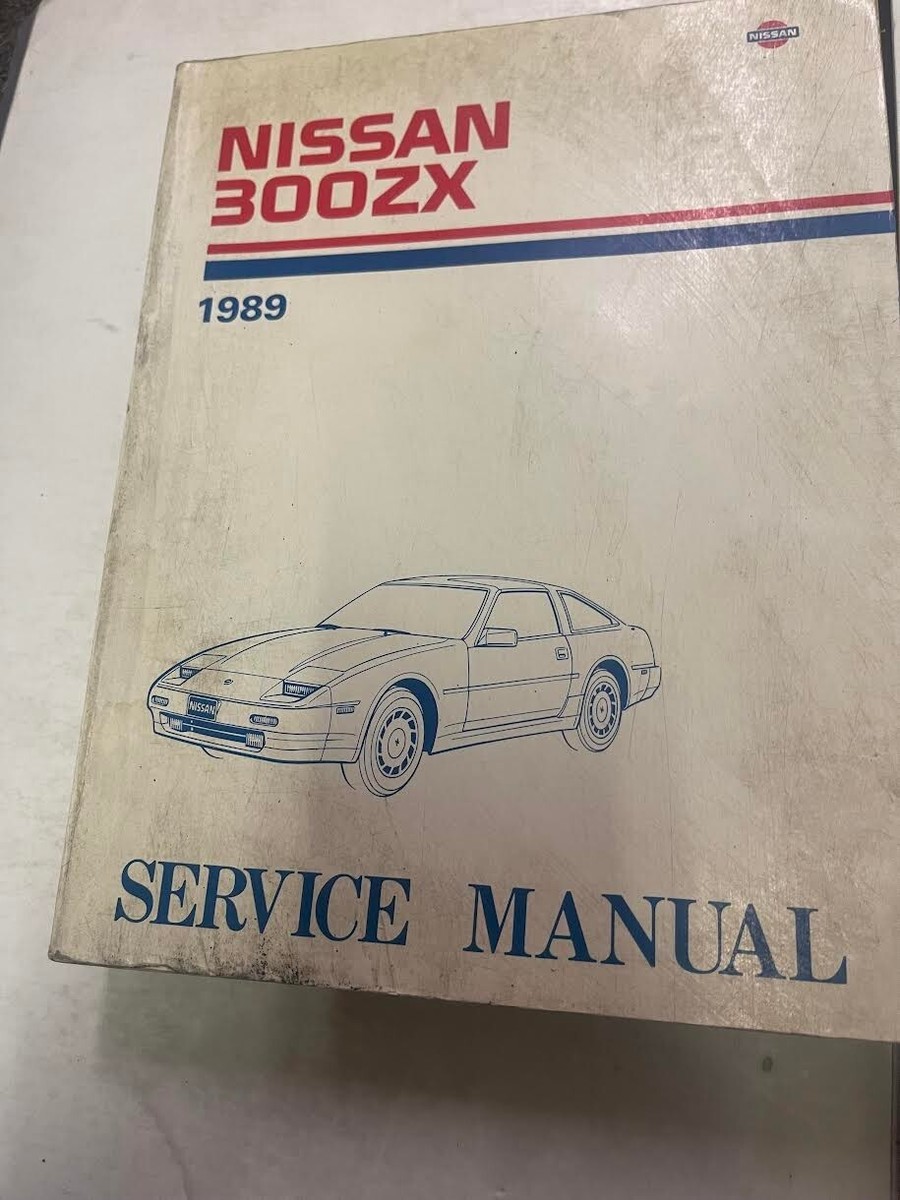 NISSAN
NISSAN
300ZX
1989
NISSAN
SERVICE MANUAL